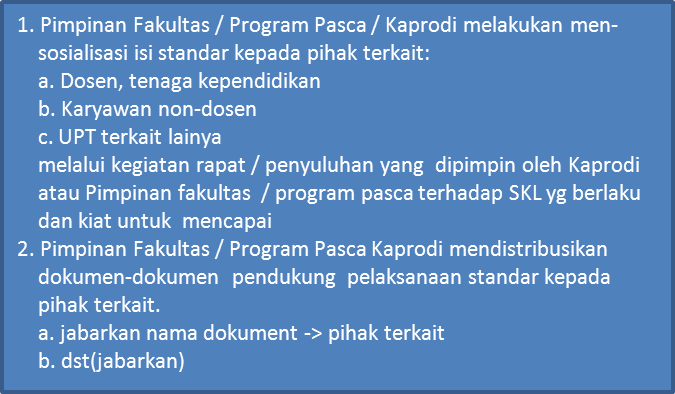 1. Pimpinan Fakultas / Program Pasca / Kaprodi melakukan men-
sosialisasi isi standar kepada pihak terkait:
a. Dosen, tenaga kependidikan
b. Karyawan non-dosen
c. UPT terkait lainya
melalui kegiatan rapat / penyuluhan yang dipimpin oleh Kaprodi
atau Pimpinan fakultas / program pasca terhadap SKL yg berlaku
dan kiat untuk mencapai
2. Pimpinan Fakultas / Program Pasca Kaprodi mendistribusikan
dokumen-dokumen pendukung pelaksanaan standar kepada
pihak terkait.
a. jabarkan nama dokument -> pihak terkait
b. dst(jabarkan)